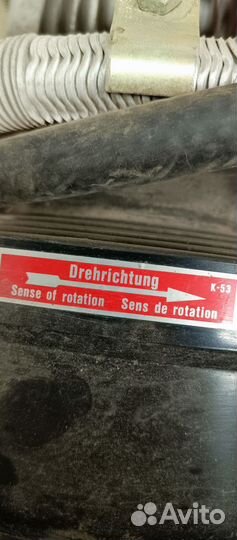 Drehrichtung
K-53
Sense of rotation Sens de rotation
Avito